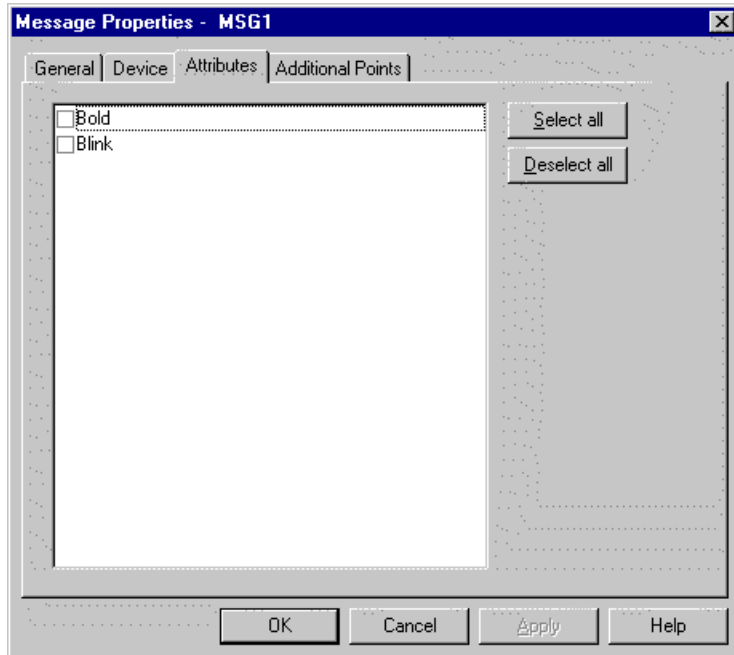 Message Properties - MSG1
General Device Attributes Additional Points
Bold
Select all
Blink
Deselect all
OK Cancel Apply Help